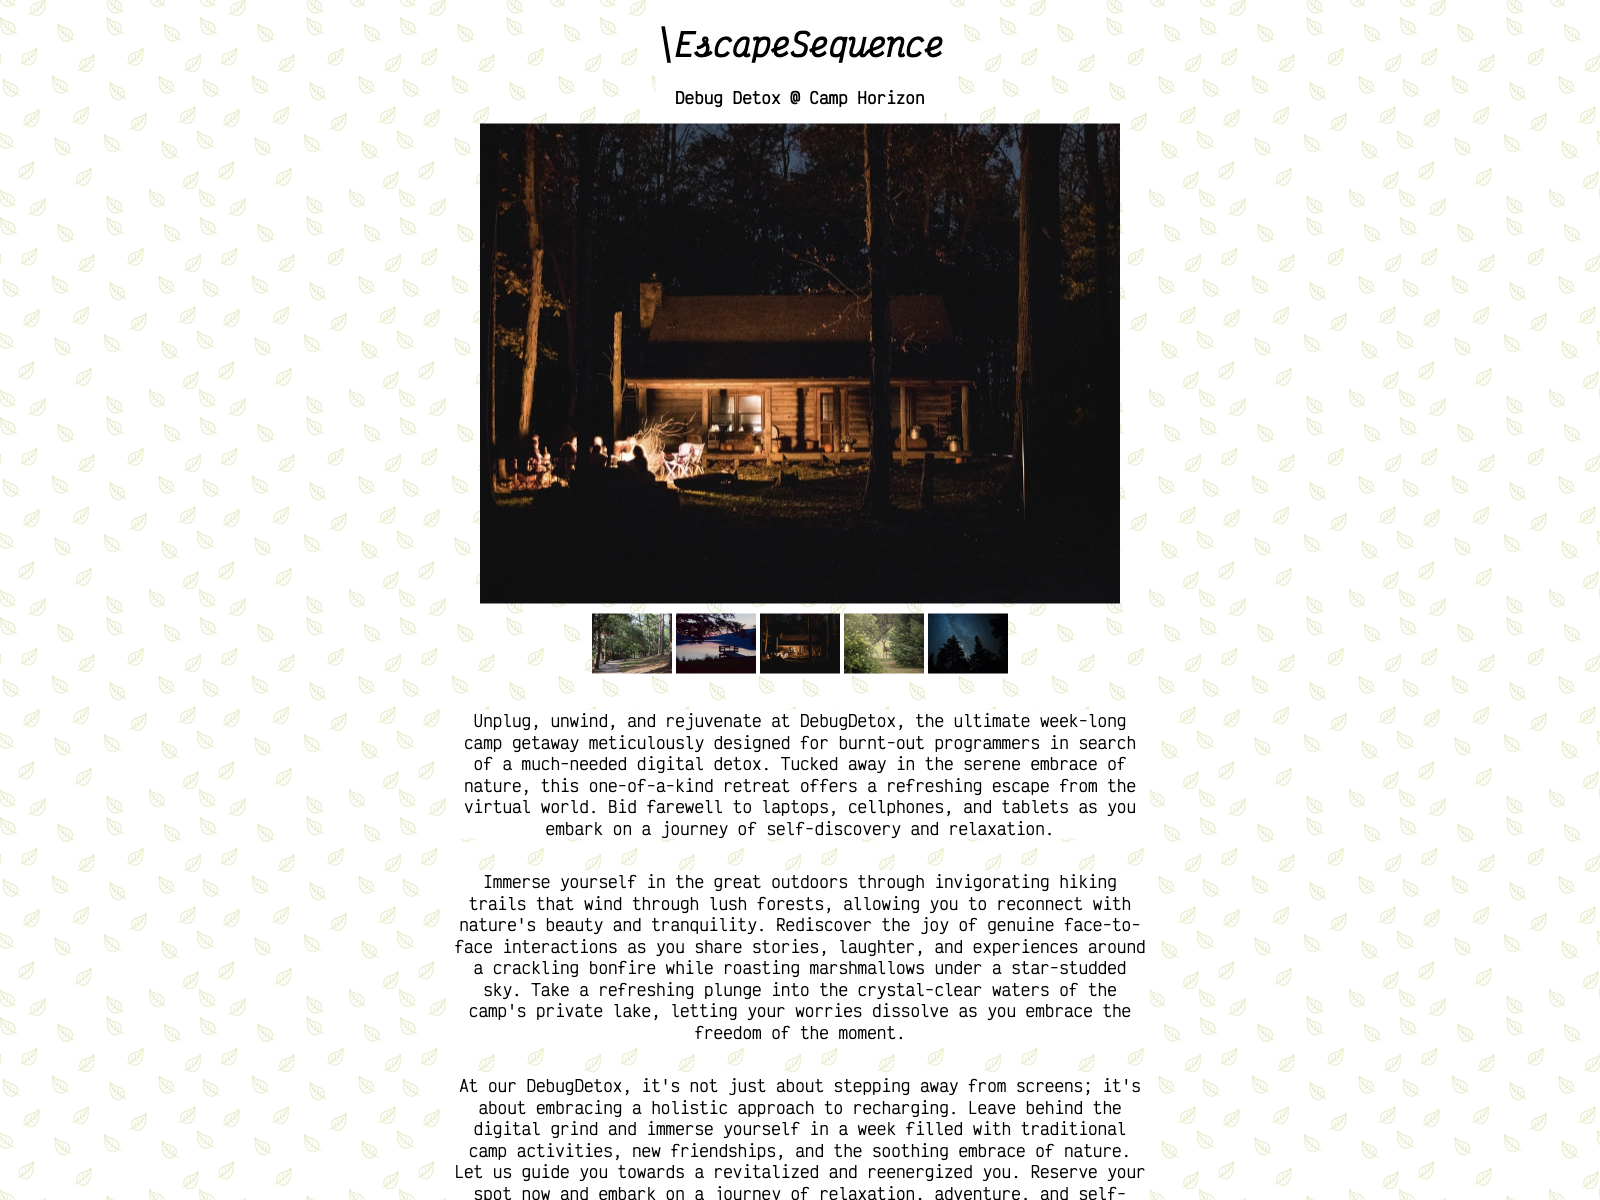 \EscapeSequence
Debug Detox @ Camp Horizon
Unplug, unwind, and rejuvenate at DebugDetox, the ultimate week-long
camp getaway meticulously designed for burnt-out programmers in search
of a much-needed digital detox. Tucked away in the serene embrace of
nature, this one-of-a-kind retreat offers a refreshing escape from the
virtual world. Bid farewell to laptops, cellphones, and tablets as you
embark on a journey of self-discovery and relaxation.
Immerse yourself in the great outdoors through invigorating hiking
trails that wind through lush forests, allowing you to reconnect with
nature's beauty and tranquility. Rediscover the joy of genuine face-to-
face interactions as you share stories, laughter, and experiences around
a crackling bonfire while roasting marshmallows under a star-studded
sky. Take a refreshing plunge into the crystal-clear waters of the
camp's private lake, letting your worries dissolve as you embrace the
freedom of the moment.
At our DebugDetox, it's not just about stepping away from screens; it's
about embracing a holistic approach to recharging. Leave behind the
digital grind and immerse yourself in a week filled with traditional
camp activities, new friendships, and the soothing embrace of nature.
Let us guide you towards a revitalized and reenergized you. Reserve your
spot now and embark on a journey of relaxation, adventure, and self-